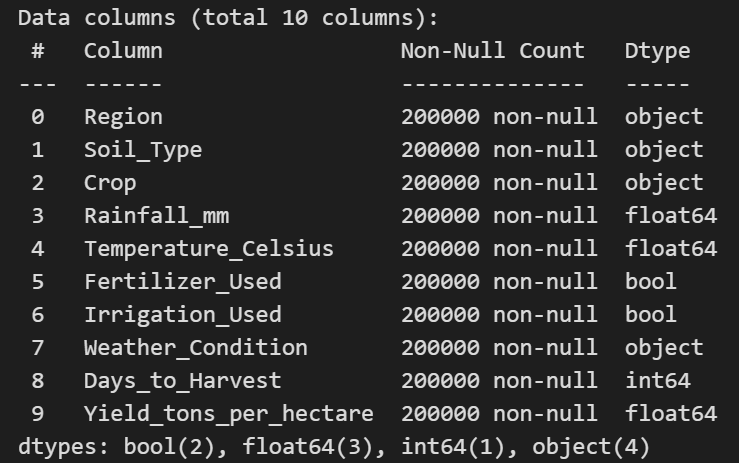 Data columns (total 10 columns):
 #   Column                  Non-Null Count   Dtype
---  ------                  --------------   -----
 0   Region                  200000 non-null  object
 1   Soil_Type               200000 non-null  object
 2   Crop                    200000 non-null  object
 3   Rainfall_mm             200000 non-null  float64
 4   Temperature_Celsius     200000 non-null  float64
 5   Fertilizer_Used         200000 non-null  bool
 6   Irrigation_Used         200000 non-null  bool
 7   Weather_Condition       200000 non-null  object
 8   Days_to_Harvest         200000 non-null  int64
 9   Yield_tons_per_hectare  200000 non-null  float64
dtypes: bool(2), float64(3), int64(1), object(4)